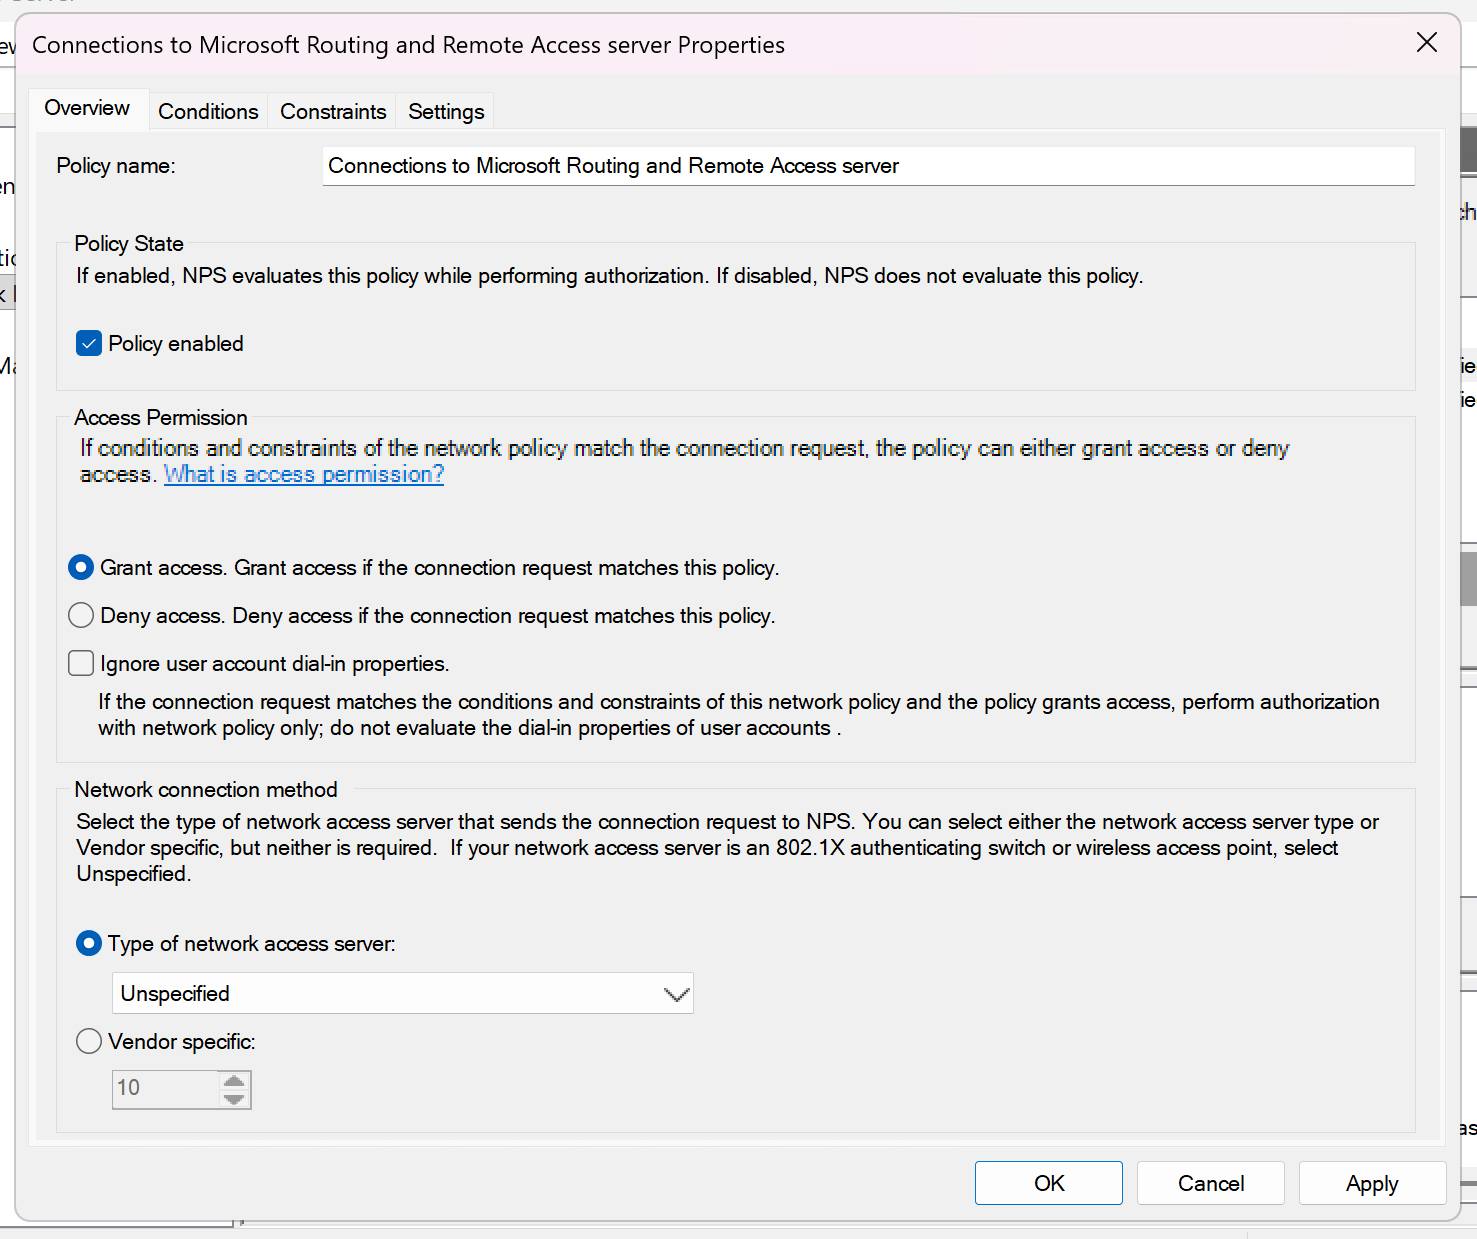 Connections to Microsoft Routing and Remote Access server Properties
Overview
Conditions
Constraints
Settings
Policy name:
Connections to Microsoft Routing and Remote Access server
Policy State
If enabled, NPS evaluates this policy while performing authorization. If disabled, NPS does not evaluate this policy.
Policy enabled
Access Permission
If conditions and constraints of the network policy match the connection request, the policy can either grant access or deny
access. What is access permission?
Grant access. Grant access if the connection request matches this policy.
Deny access. Deny access if the connection request matches this policy.
Ignore user account dial-in properties.
If the connection request matches the conditions and constraints of this network policy and the policy grants access, perform authorization
with network policy only; do not evaluate the dial-in properties of user accounts .
Network connection method
Select the type of network access server that sends the connection request to NPS. You can select either the network access server type or
Vendor specific, but neither is required.  If your network access server is an 802.1X authenticating switch or wireless access point, select
Unspecified.
Type of network access server:
Unspecified
Vendor specific:
10
OK
Cancel
Apply